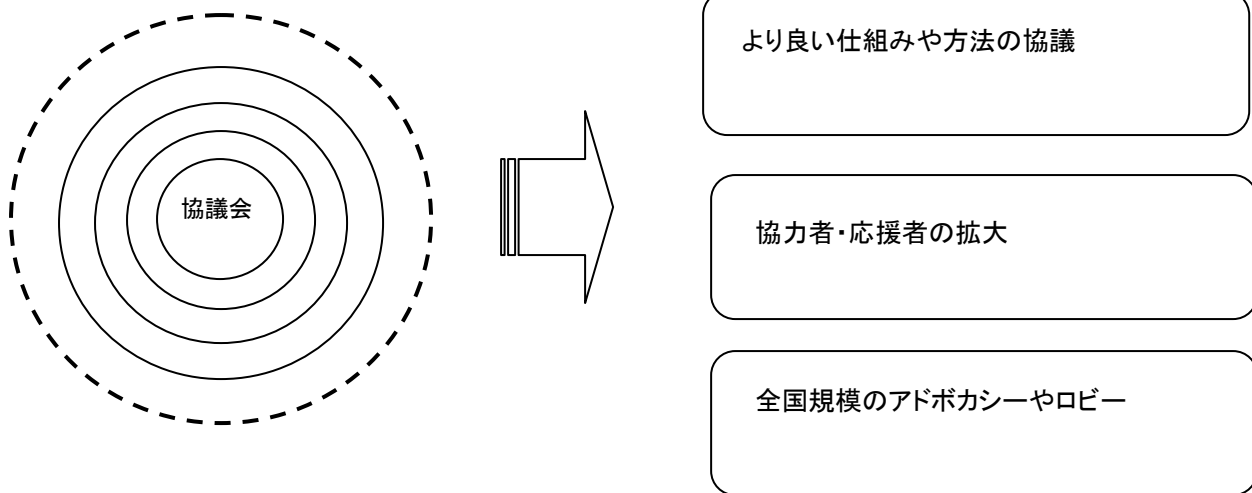 協議会
より良い仕組みや方法の協議
協力者・応援者の拡大
全国規模のアドボカシーやロビー